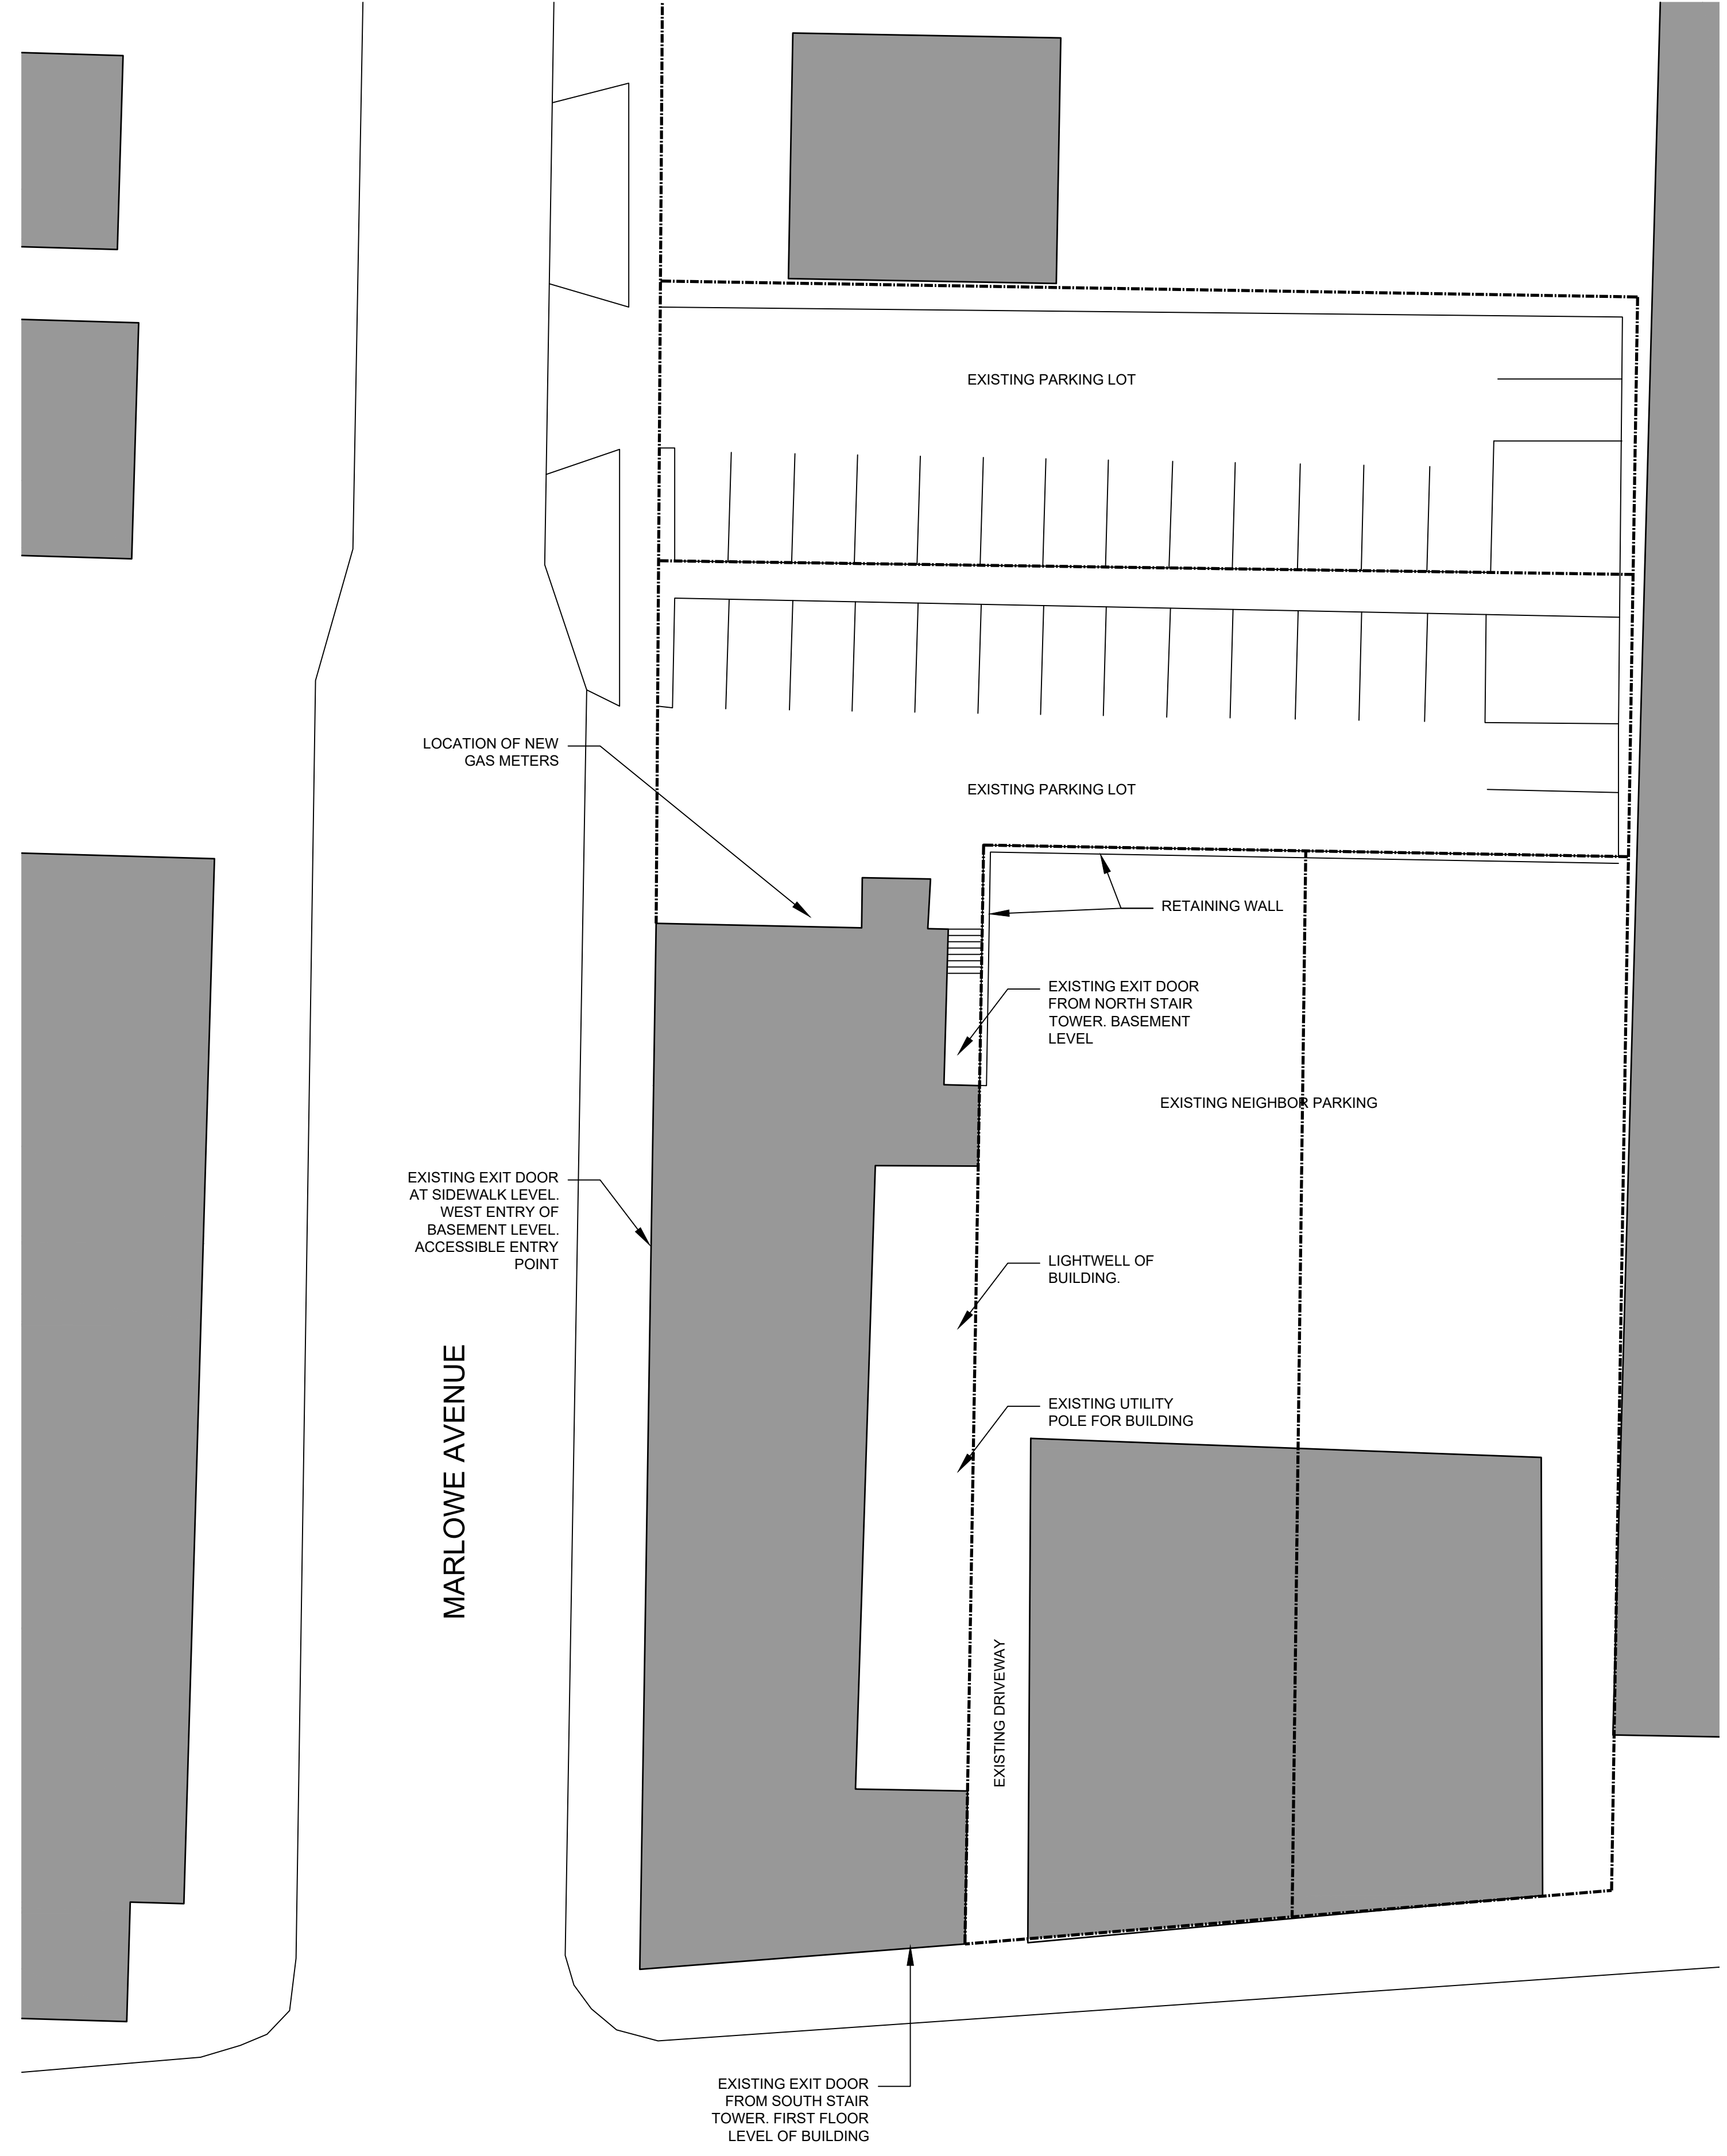 EXISTING PARKING LOT
LOCATION OF NEW
GAS METERS
EXISTING PARKING LOT
RETAINING WALL
EXISTING EXIT DOOR
FROM NORTH STAIR
TOWER. BASEMENT
LEVEL
EXISTING NEIGHBOR PARKING
EXISTING EXIT DOOR
AT SIDEWALK LEVEL.
WEST ENTRY OF
BASEMENT LEVEL.
ACCESSIBLE ENTRY
POINT
LIGHTWELL OF
BUILDING.
MARLOWE AVENUE
EXISTING UTILITY
POLE FOR BUILDING
EXISTING DRIVEWAY
EXISTING EXIT DOOR
FROM SOUTH STAIR
TOWER. FIRST FLOOR
LEVEL OF BUILDING